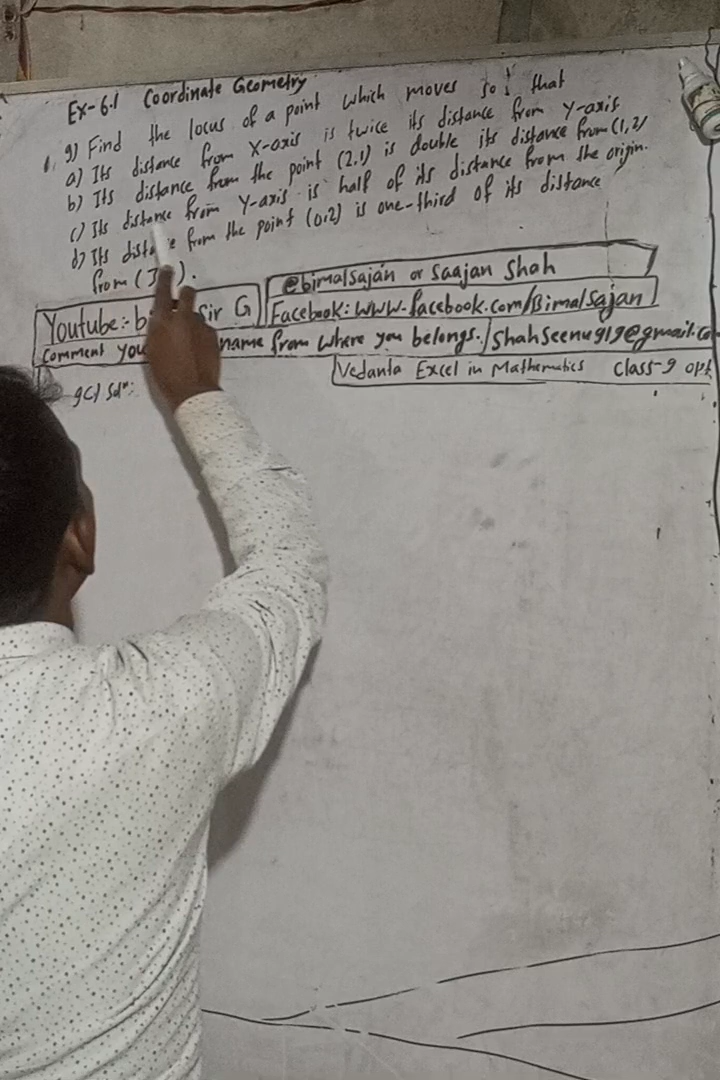 Ex-6.1 Coordinate Geometry
9) Find the locus of a point which moves so that
a) Its distance from X-axis is twice its distance from Y-axis
b) Its distance from the point (2,1) is double its distance from (1,2)
c) Its distance from Y-axis is half of its distance from the origin.
d) Its from the point (0,2) is one-third of its distance
from
@bimalsajan or Saajan Shah
Youtube:- Sir G
Facebook: www.facebook.com/Bimalsajan
Comment name from where you belongs. / Shahseenu919@gmail.co
Vedanta Excel in Mathematics Class-9 opt
9c) Solⁿ: